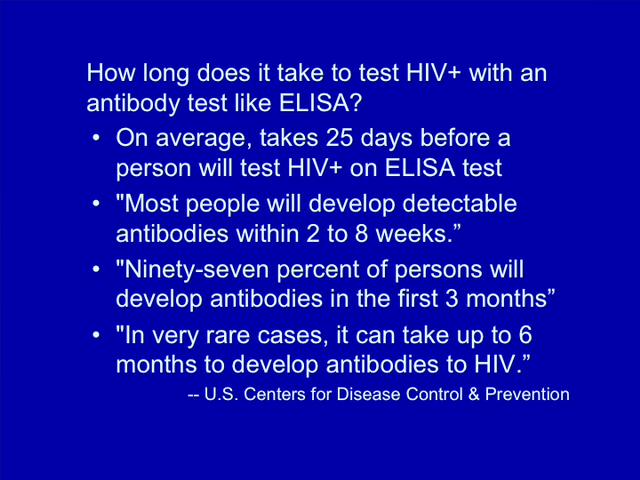 How long does it take to test HIV+ with an
antibody test like ELISA?
• On average, takes 25 days before a
person will test HIV+ on ELISA test
• "Most people will develop detectable
antibodies within 2 to 8 weeks.”
• "Ninety-seven percent of persons will
develop antibodies in the first 3 months”
• "In very rare cases, it can take up to 6
months to develop antibodies to HIV.”
-- U.S. Centers for Disease Control & Prevention